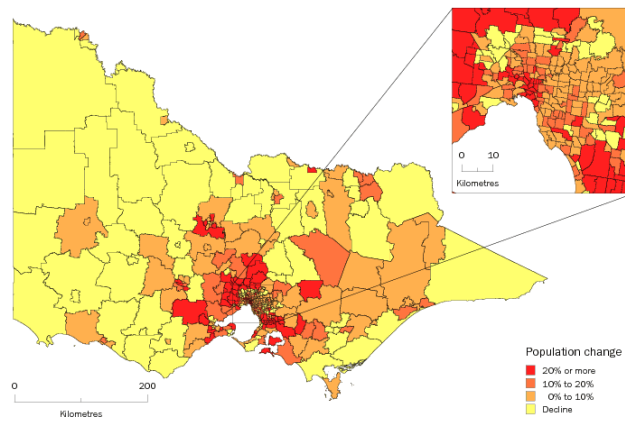 0 10
Kilometres
Population change
20% or more
10% to 20%
0% to 10%
Decline
0 200
Kilometres